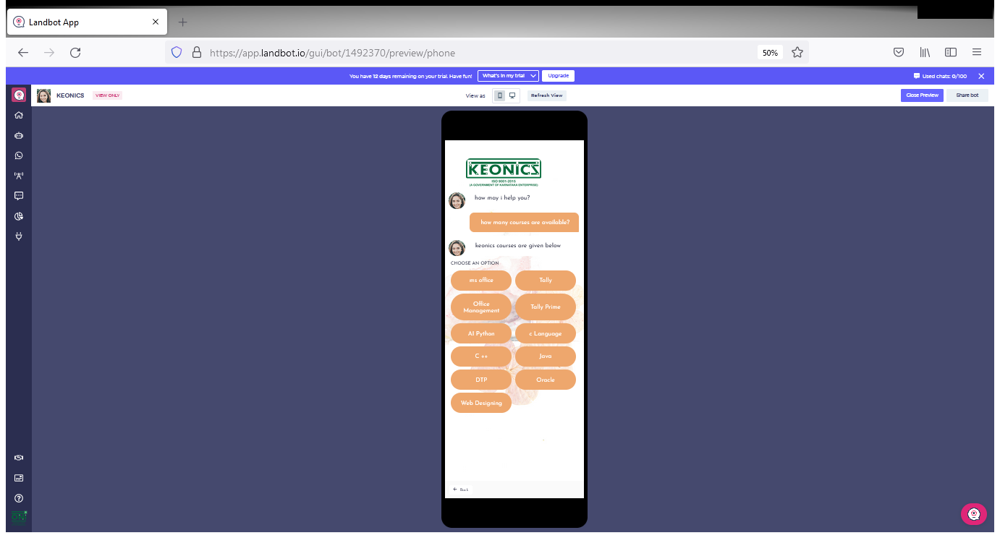 Landbot App
https://app.landbot.io/gui/bot/1492370/preview/phone
50%
You have 12 days remaining on your trial. Have fun!
What's in my trial
Upgrade
Used chats: 0/100
KEONICS
VIEW ONLY
View as
Refresh View
Close Preview
Share bot
KEONICS
ISO 9001-2015
(A GOVERNMENT OF KARNATAKA ENTERPRISE)
how may i help you?
how many courses are available?
keonics courses are given below
CHOOSE AN OPTION
ms office
Tally
Office
Management
Tally Prime
AI Python
c Language
C ++
Java
DTP
Oracle
Web Designing
Back